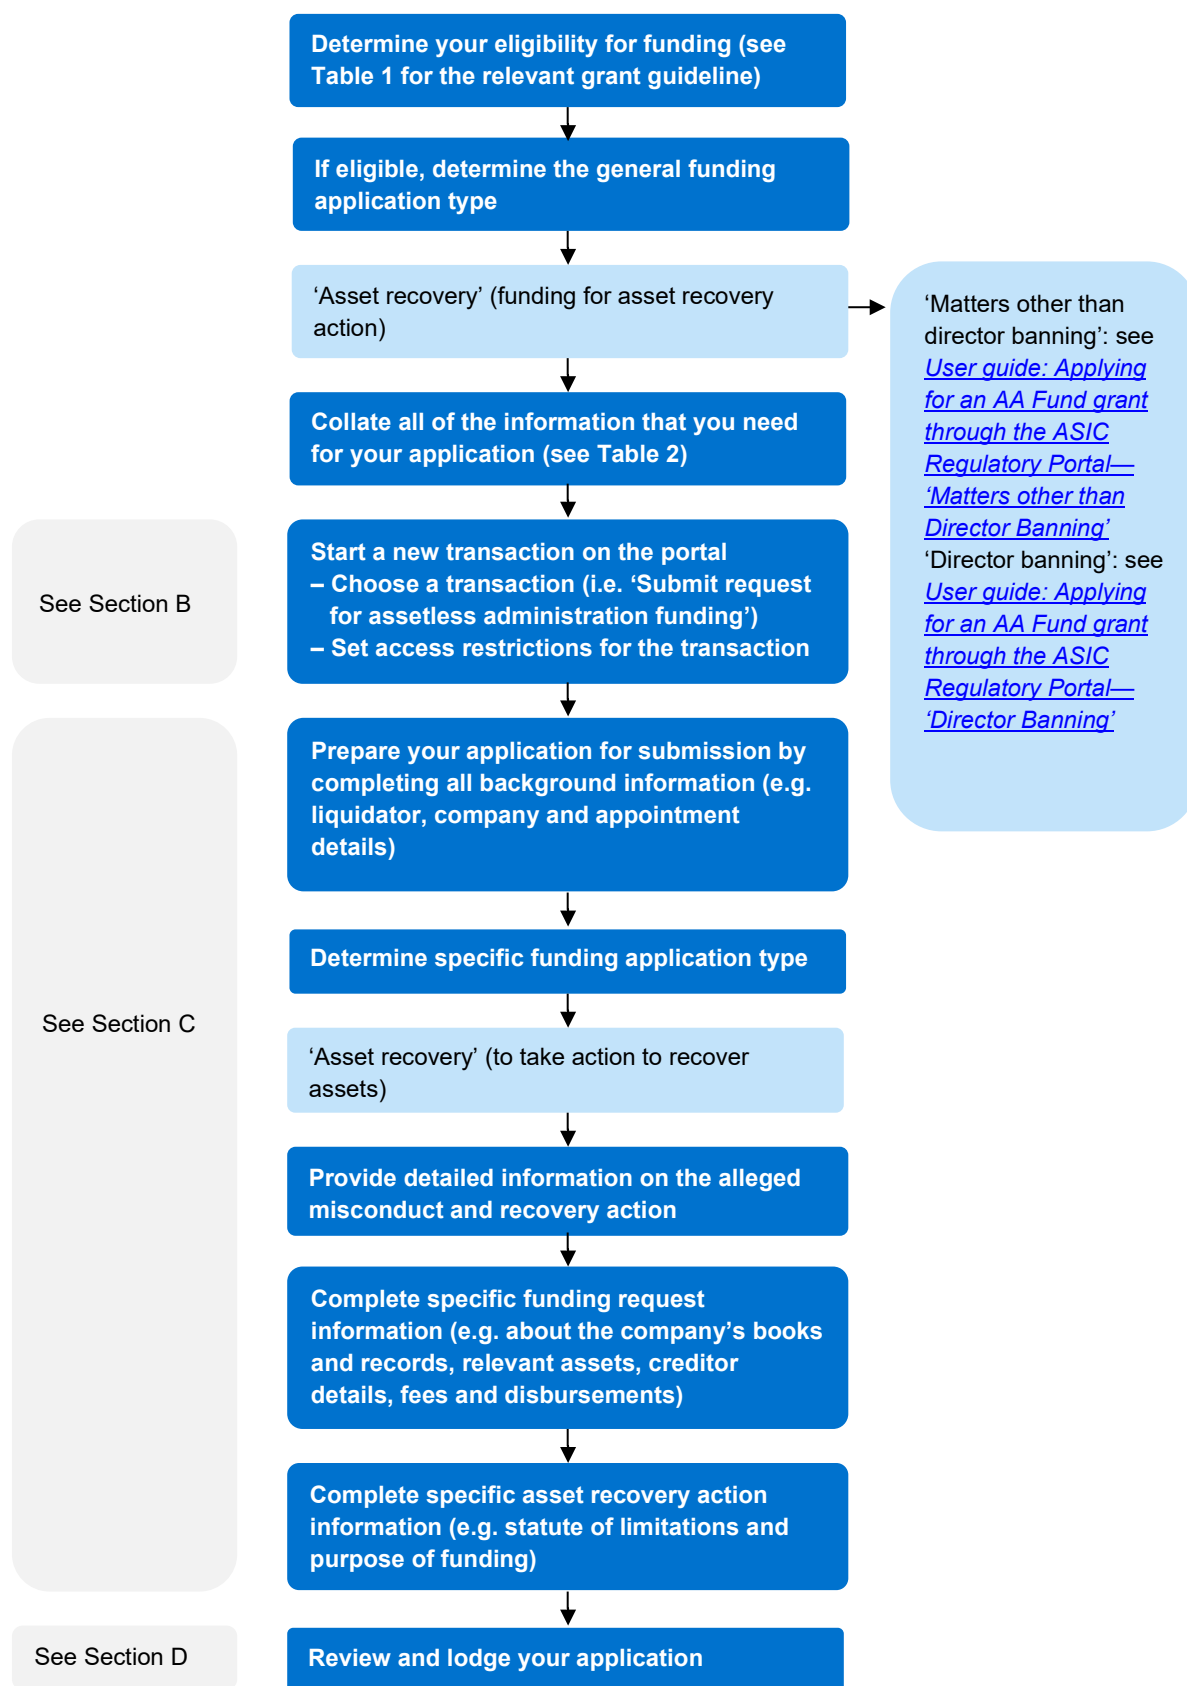 Determine your eligibility for funding (see
Table 1 for the relevant grant guideline)
If eligible, determine the general funding
application type
‘Asset recovery’ (funding for asset recovery
action)
‘Matters other than
director banning’: see
User guide: Applying
for an AA Fund grant
through the ASIC
Regulatory Portal—
‘Matters other than
Director Banning’
‘Director banning’: see
User guide: Applying
for an AA Fund grant
through the ASIC
Regulatory Portal—
‘Director Banning’
Collate all of the information that you need
for your application (see Table 2)
See Section B
Start a new transaction on the portal
– Choose a transaction (i.e. ‘Submit request
for assetless administration funding’)
– Set access restrictions for the transaction
See Section C
Prepare your application for submission by
completing all background information (e.g.
liquidator, company and appointment
details)
Determine specific funding application type
‘Asset recovery’ (to take action to recover
assets)
Provide detailed information on the alleged
misconduct and recovery action
Complete specific funding request
information (e.g. about the company’s books
and records, relevant assets, creditor
details, fees and disbursements)
Complete specific asset recovery action
information (e.g. statute of limitations and
purpose of funding)
See Section D
Review and lodge your application